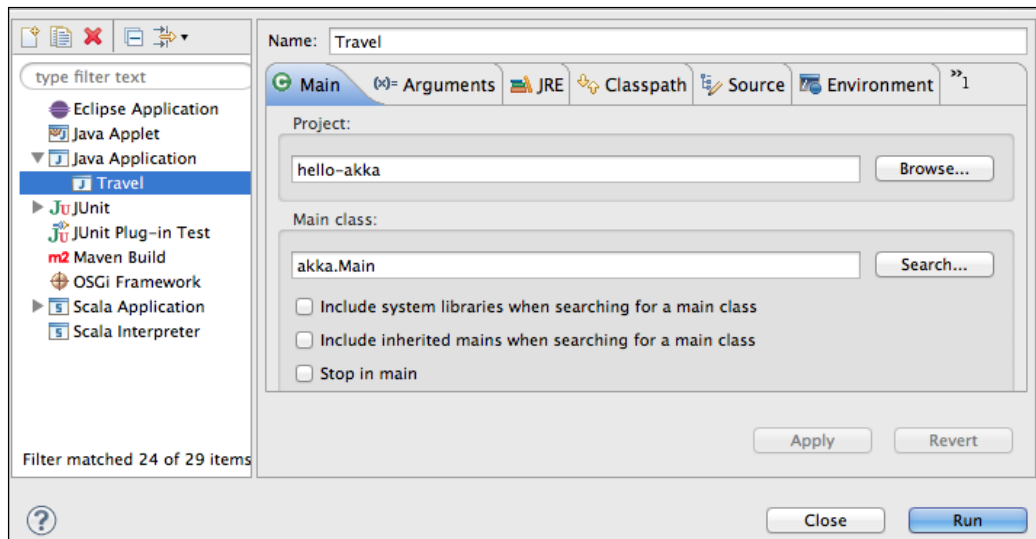 Name: Travel
type filter text
Eclipse Application
Java Applet
Java Application
Travel
JUnit
JUnit Plug-in Test
m2 Maven Build
OSGi Framework
Scala Application
Scala Interpreter
Filter matched 24 of 29 items
Main (x)= Arguments JRE Classpath Source Environment »1
Project:
hello-akka Browse...
Main class:
akka.Main Search...
Include system libraries when searching for a main class
Include inherited mains when searching for a main class
Stop in main
Apply Revert
? Close Run